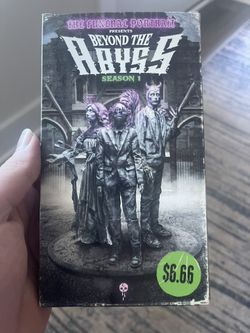 THE FUNERAL PORTRAIT
PRESENTS
BEYOND THE
ABYSS
SEASON 1
$6.66